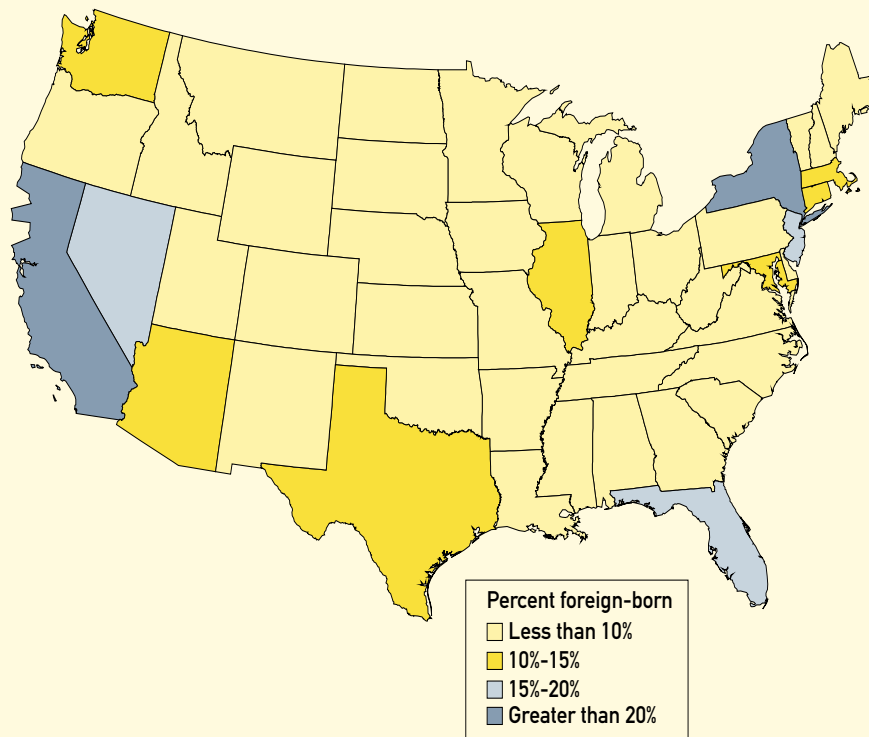 Percent foreign-born
Less than 10%
10%-15%
15%-20%
Greater than 20%